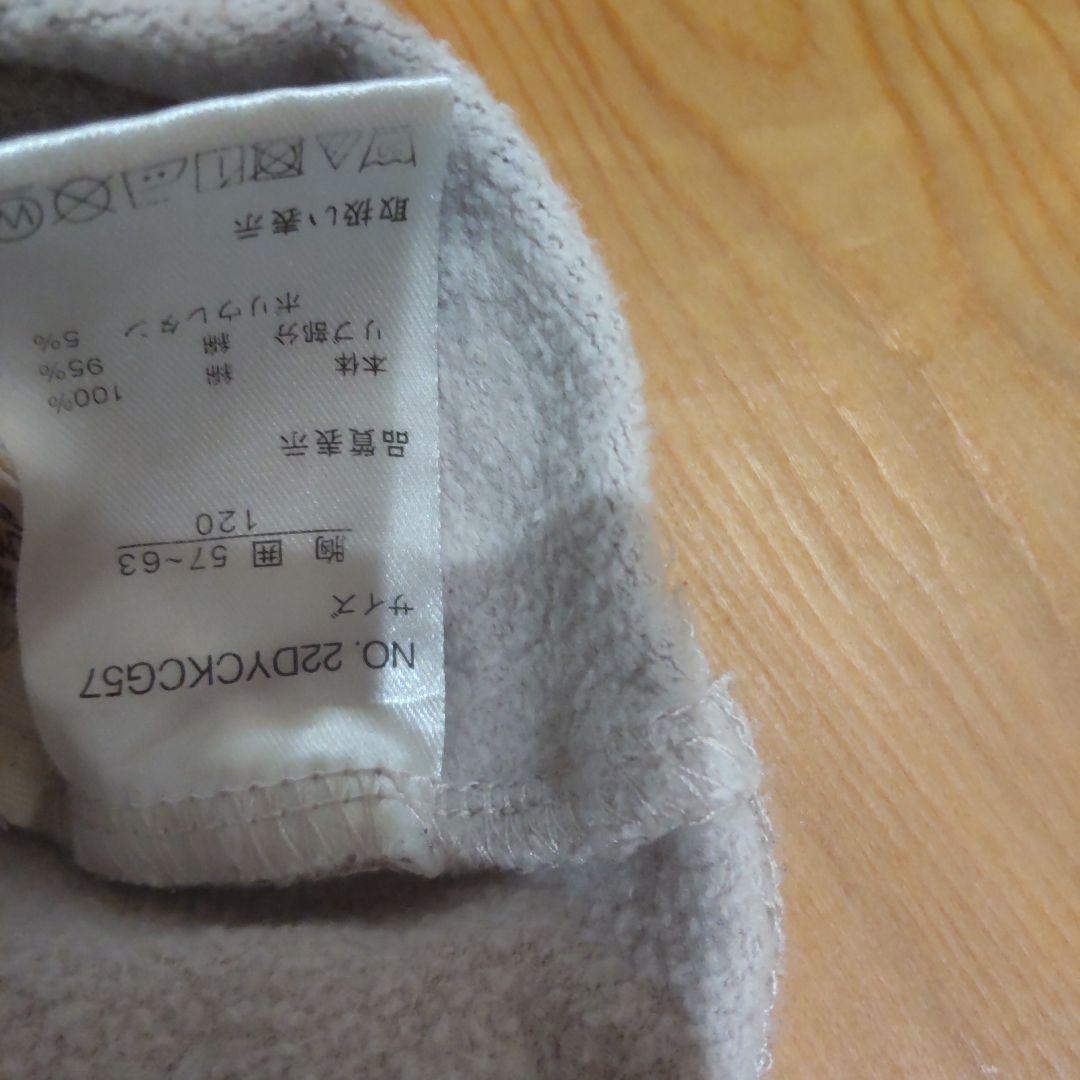 NO. 22DYCKCG57
サイズ
胸 囲 57~63
120
品質表示
本体 綿 100%
リブ部分 綿 95%
ポリウレタン 5%
取扱い表示
W